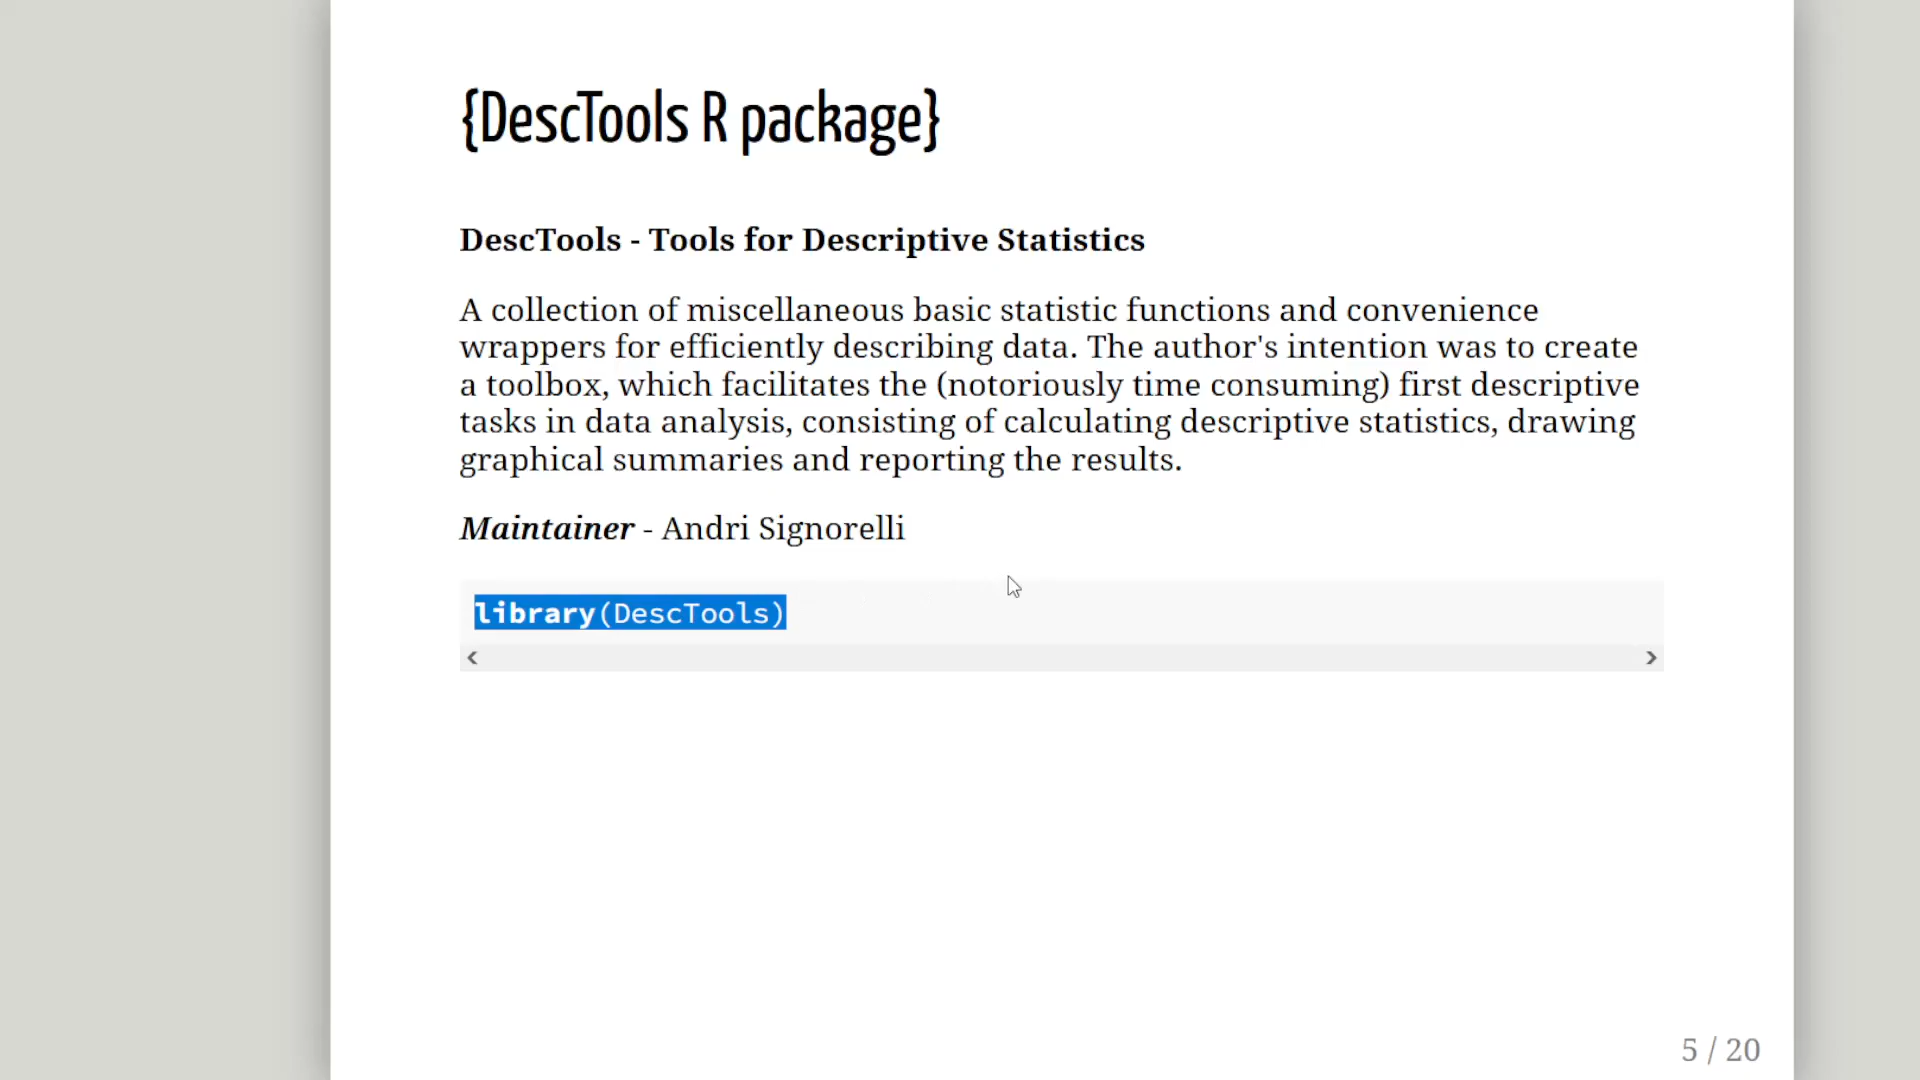 {DescTools R package}
DescTools - Tools for Descriptive Statistics
A collection of miscellaneous basic statistic functions and convenience
wrappers for efficiently describing data. The author's intention was to create
a toolbox, which facilitates the (notoriously time consuming) first descriptive
tasks in data analysis, consisting of calculating descriptive statistics, drawing
graphical summaries and reporting the results.
Maintainer - Andri Signorelli
library(DescTools)
5 / 20